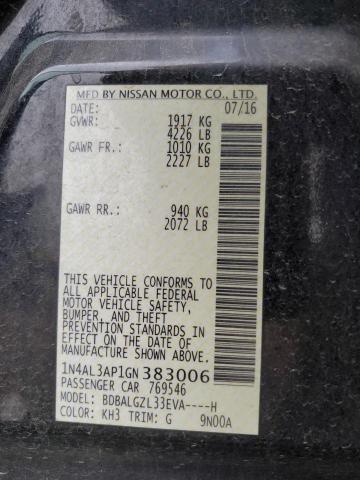 MFD BY NISSAN MOTOR CO., LTD.
DATE: 07/16
GVWR: 1917 KG
4226 LB
GAWR FR.: 1010 KG
2227 LB
GAWR RR.: 940 KG
2072 LB
THIS VEHICLE CONFORMS TO
ALL APPLICABLE FEDERAL
MOTOR VEHICLE SAFETY,
BUMPER, AND THEFT
PREVENTION STANDARDS IN
EFFECT ON THE DATE OF
MANUFACTURE SHOWN ABOVE.
1N4AL3AP1GN383006
PASSENGER CAR 769546
MODEL: BDBALGZL33EVA----H
COLOR: KH3 TRIM: G 9N00A